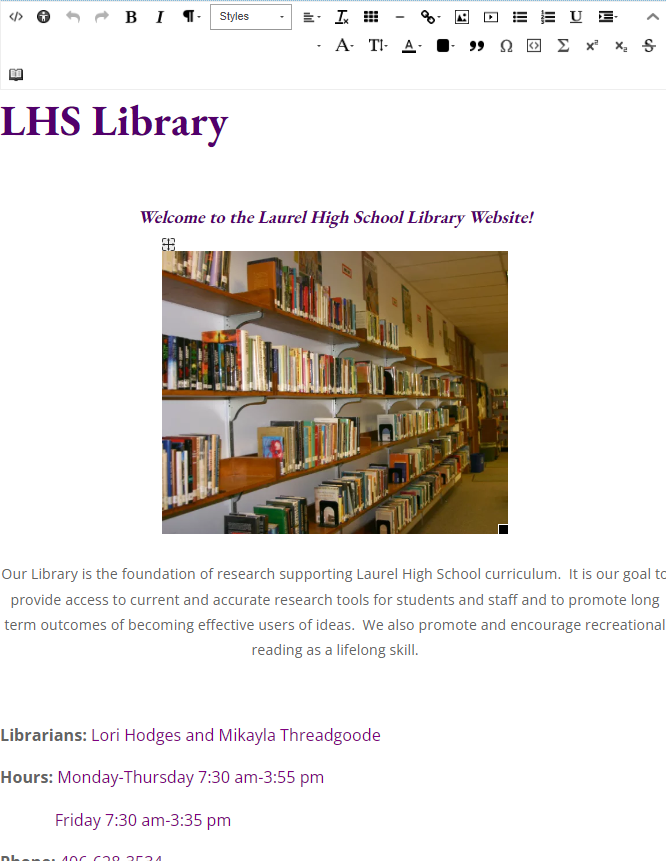 Styles
LHS Library
Welcome to the Laurel High School Library Website!
Our Library is the foundation of research supporting Laurel High School curriculum.  It is our goal to
provide access to current and accurate research tools for students and staff and to promote long
term outcomes of becoming effective users of ideas.  We also promote and encourage recreational
reading as a lifelong skill.
Librarians: Lori Hodges and Mikayla Threadgoode
Hours: Monday-Thursday 7:30 am-3:55 pm
Friday 7:30 am-3:35 pm
Phone: 406-628-3534